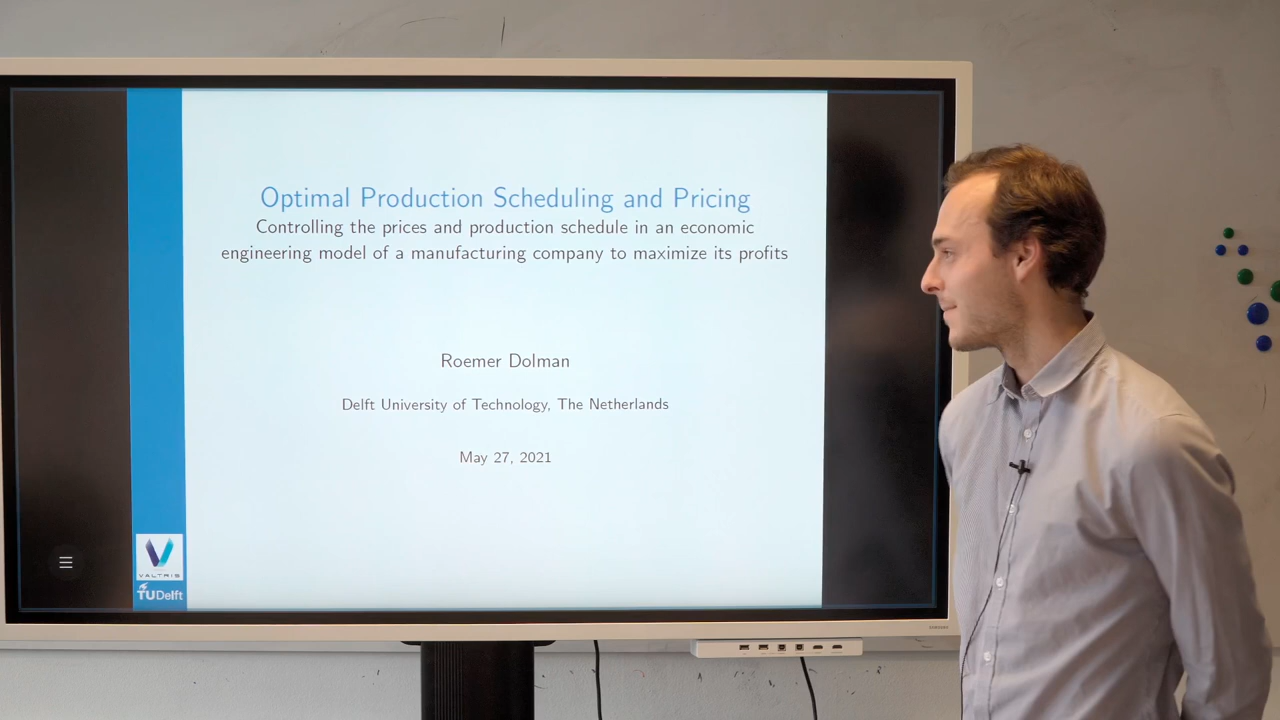 Optimal Production Scheduling and Pricing
Controlling the prices and production schedule in an economic
engineering model of a manufacturing company to maximize its profits
Roemer Dolman
Delft University of Technology, The Netherlands
May 27, 2021
VALTRIS
TUDelft
SAMSUNG